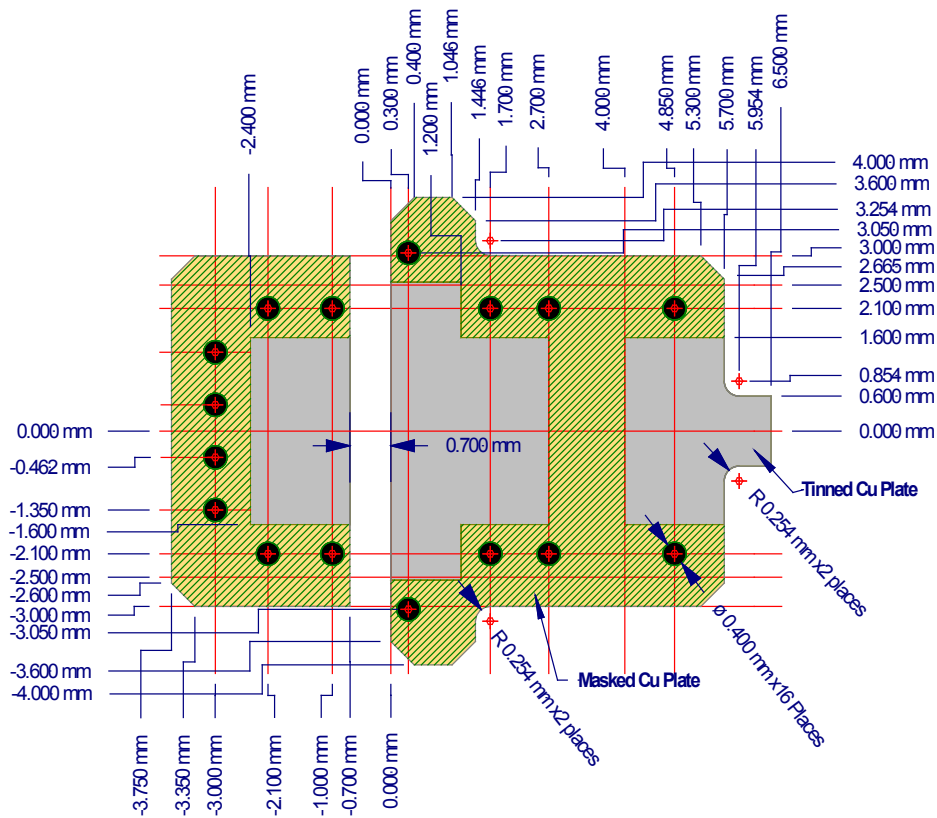 -2.400 mm
0.000 mm
0.300 mm
0.400 mm
1.200 mm
1.046 mm
1.446 mm
1.700 mm
2.700 mm
4.000 mm
4.850 mm
5.300 mm
5.700 mm
5.954 mm
6.500 mm
4.000 mm
3.600 mm
3.254 mm
3.050 mm
3.000 mm
2.665 mm
2.500 mm
2.100 mm
1.600 mm
0.854 mm
0.600 mm
0.000 mm
0.000 mm
-0.462 mm
-1.350 mm
-1.600 mm
-2.100 mm
-2.500 mm
-2.600 mm
-3.000 mm
-3.050 mm
-3.600 mm
-4.000 mm
0.700 mm
Tinned Cu Plate
R 0.254 mm x2 places
Ø 0.400 mm x16 Places
R 0.254 mm x2 places
Masked Cu Plate
-3.750 mm
-3.350 mm
-3.000 mm
-2.100 mm
-1.000 mm
-0.700 mm
0.000 mm